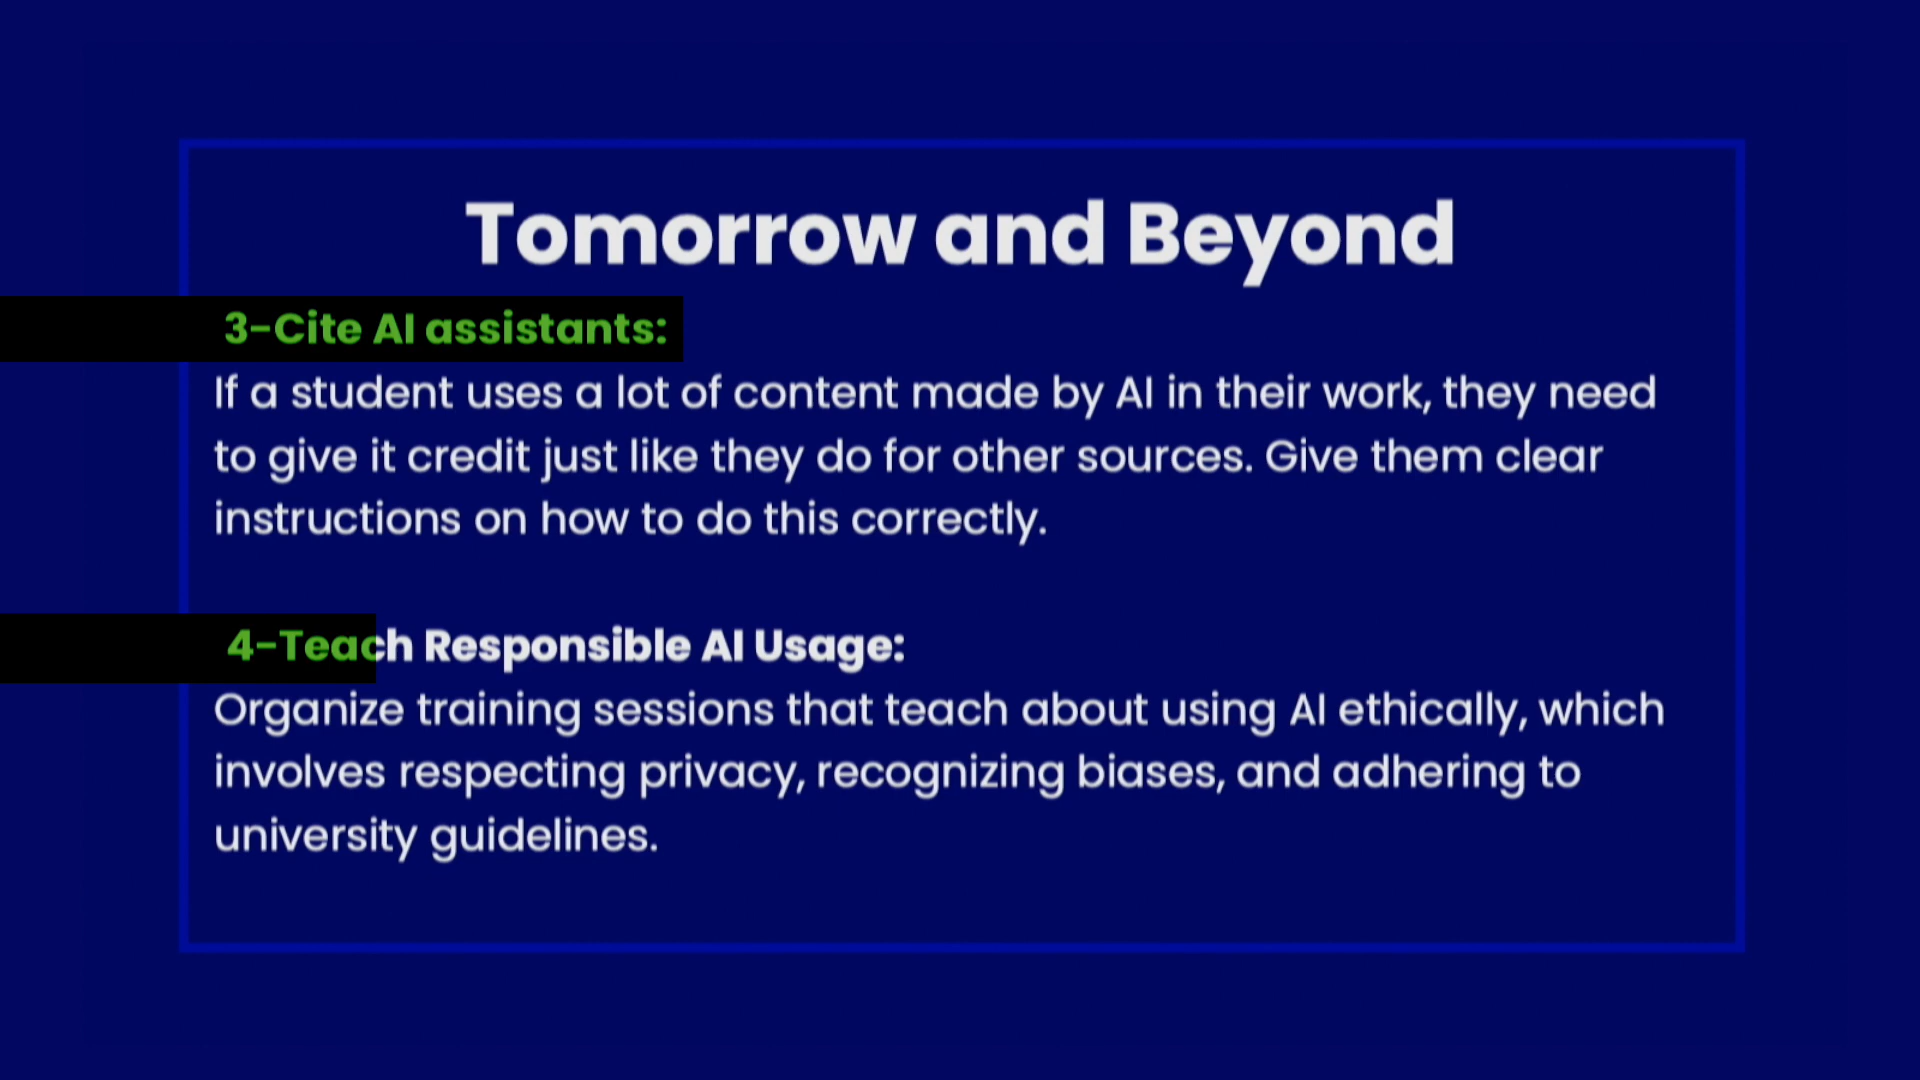 Tomorrow and Beyond
3-Cite AI assistants:
If a student uses a lot of content made by AI in their work, they need
to give it credit just like they do for other sources. Give them clear
instructions on how to do this correctly.
4-Teach Responsible AI Usage:
Organize training sessions that teach about using AI ethically, which
involves respecting privacy, recognizing biases, and adhering to
university guidelines.